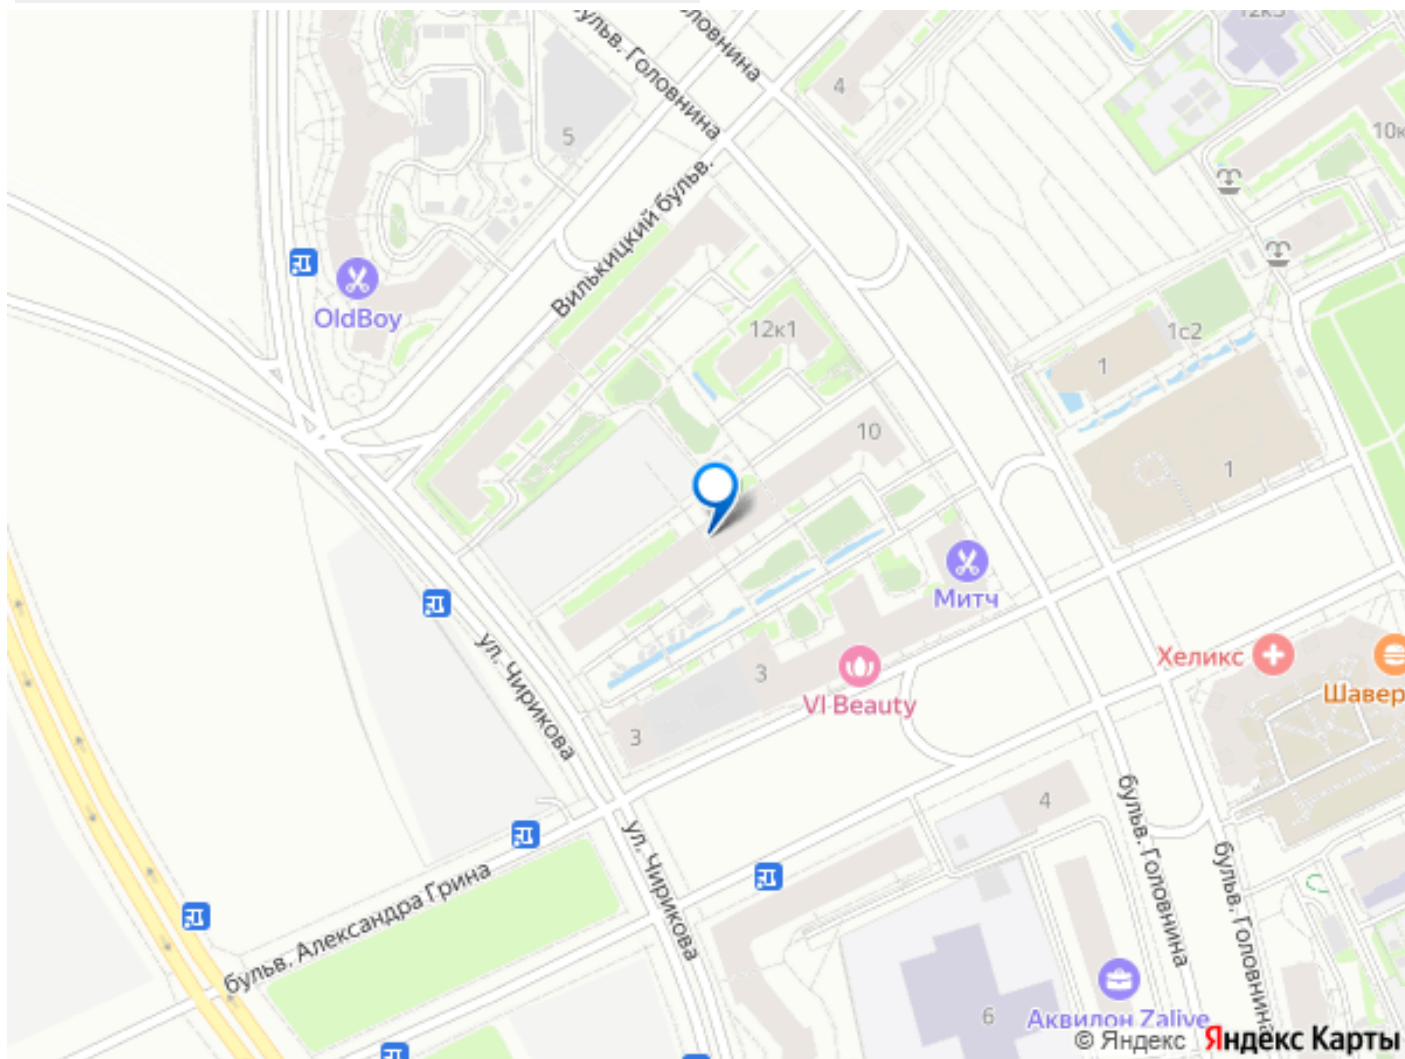 бульв. Головнина
Головнина
12к3
4
5
10к
Вилькицкий бульв.
OldBoy
12к1
1с2
1
10
1
Митч
ул. Чирикова
Хеликс
3
VI Beauty
Шавер
3
4
бульв. Головнина
ул. Чирикова
бульв. Головнина
бульв. Александра Грина
6
Аквилон Zalive
© Яндекс Яндекс Карты